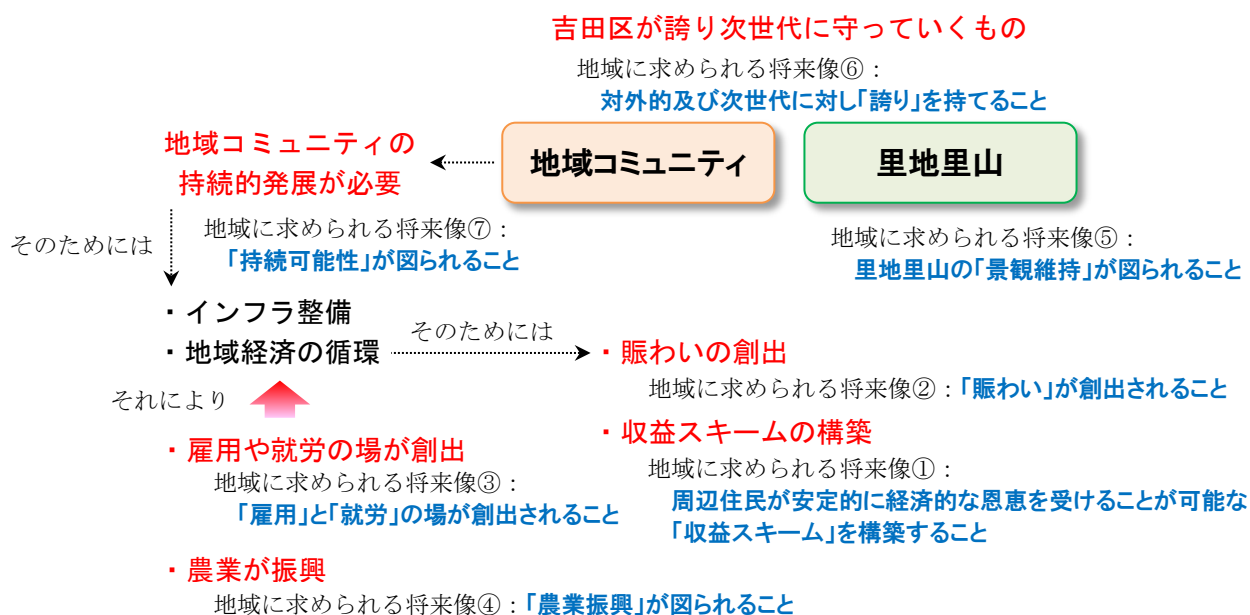 吉田区が誇り次世代に守っていくもの
地域に求められる将来像⑥：
対外的及び次世代に対し「誇り」を持てること
地域コミュニティの
持続的発展が必要
地域コミュニティ
里地里山
そのためには
地域に求められる将来像⑦：
「持続可能性」が図られること
地域に求められる将来像⑤：
里地里山の「景観維持」が図られること
・インフラ整備
・地域経済の循環
そのためには
・賑わいの創出
地域に求められる将来像②：「賑わい」が創出されること
それにより
・雇用や就労の場が創出
地域に求められる将来像③：
「雇用」と「就労」の場が創出されること
・収益スキームの構築
地域に求められる将来像①：
周辺住民が安定的に経済的な恩恵を受けることが可能な
「収益スキーム」を構築すること
・農業が振興
地域に求められる将来像④：「農業振興」が図られること